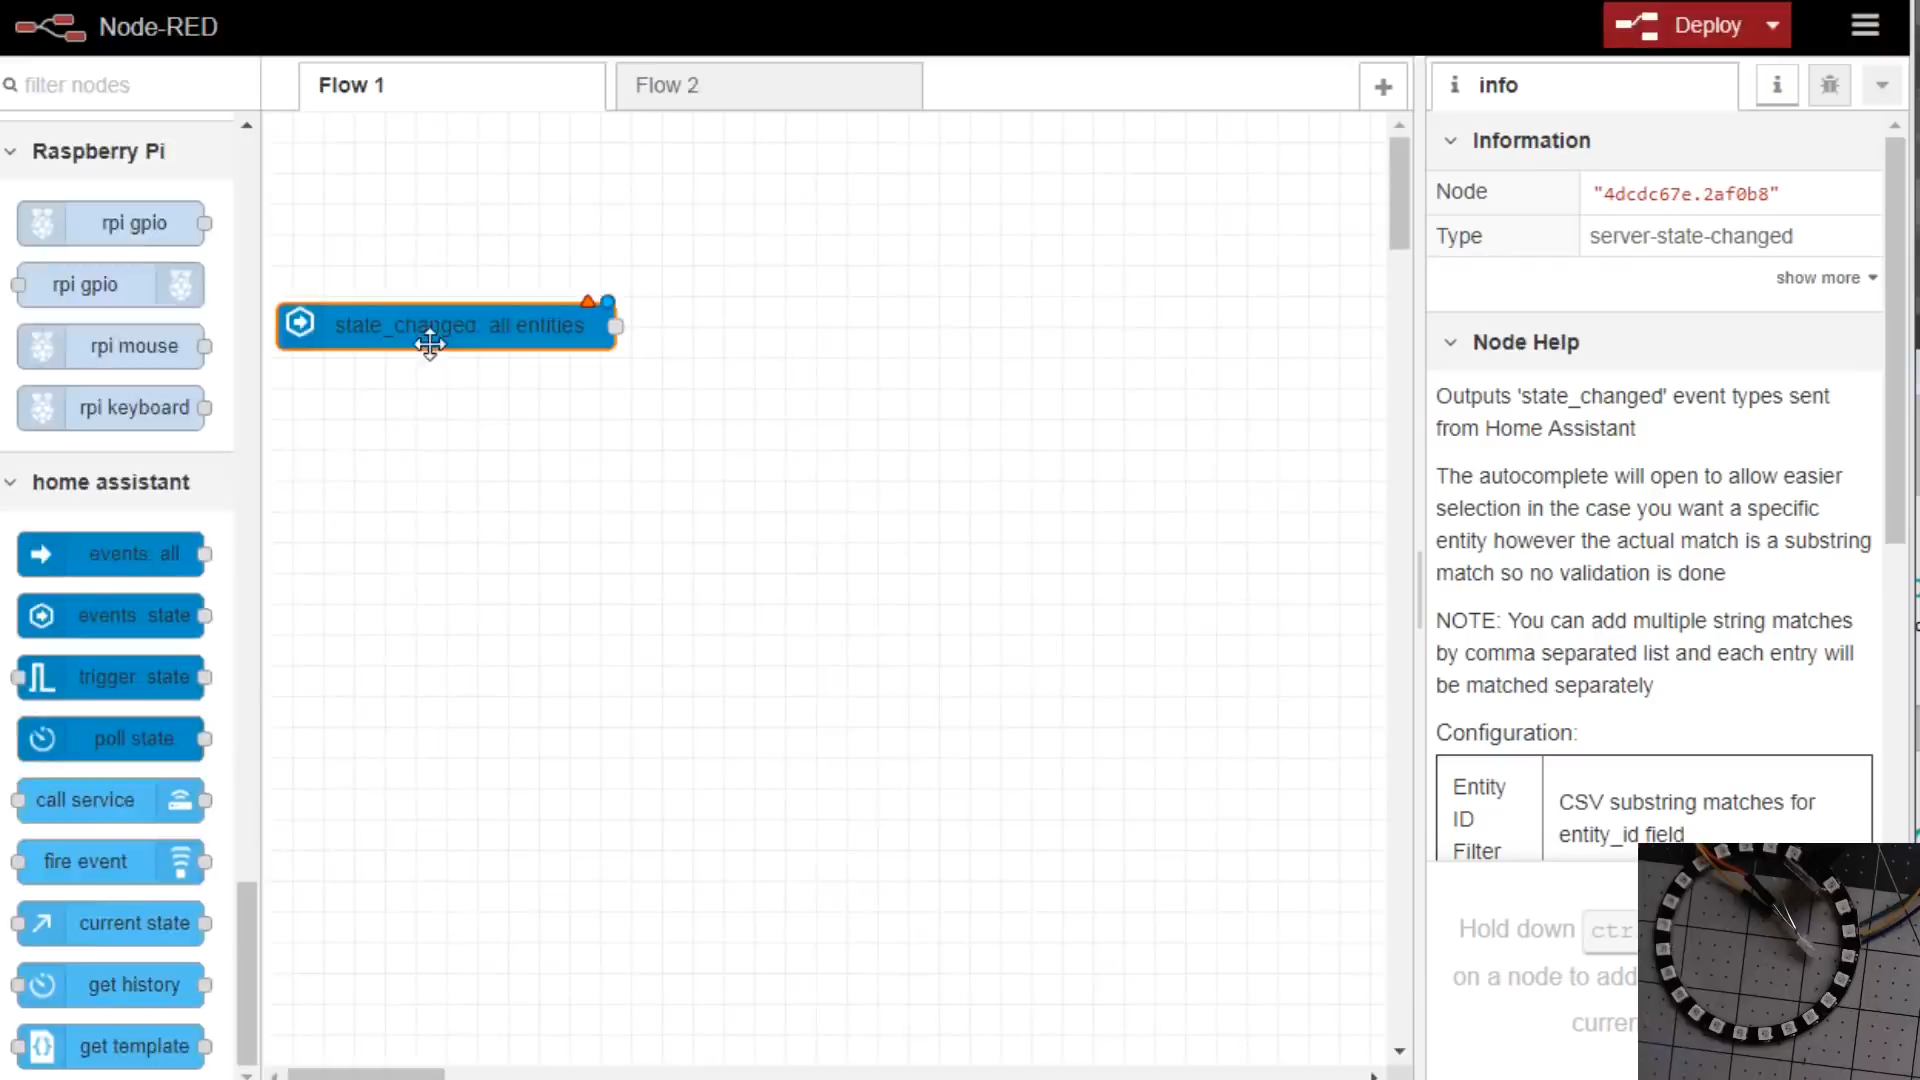 Node-RED
Deploy
filter nodes
Flow 1
Flow 2
info
Raspberry Pi
rpi gpio
rpi gpio
rpi mouse
rpi keyboard
home assistant
events: all
events: state
trigger: state
poll state
call service
fire event
current state
get history
get template
state_changed: all entities
Information
Node
"4dcdc67e.2af0b8"
Type
server-state-changed
show more
Node Help
Outputs 'state_changed' event types sent
from Home Assistant
The autocomplete will open to allow easier
selection in the case you want a specific
entity however the actual match is a substring
match so no validation is done
NOTE: You can add multiple string matches
by comma separated list and each entry will
be matched separately
Configuration:
Entity
ID
Filter
CSV substring matches for
entity_id field
Hold down ctr
on a node to add
curren